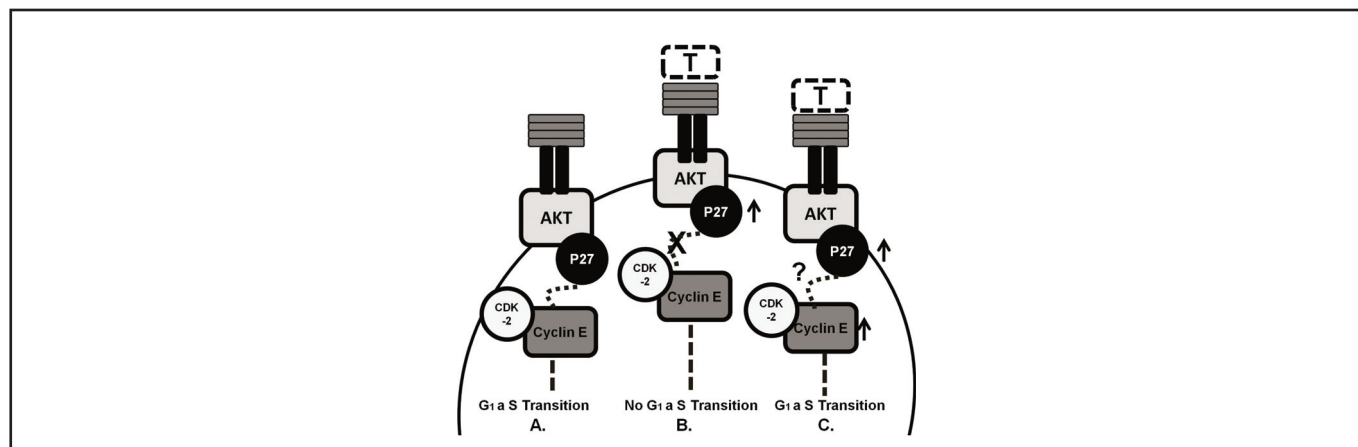 T
T
AKT
P27
CDK
-2
Cyclin E
G1 a S Transition
A.
AKT
P27
X
CDK
-2
Cyclin E
No G1 a S Transition
B.
AKT
P27
?
CDK
-2
Cyclin E
G1 a S Transition
C.